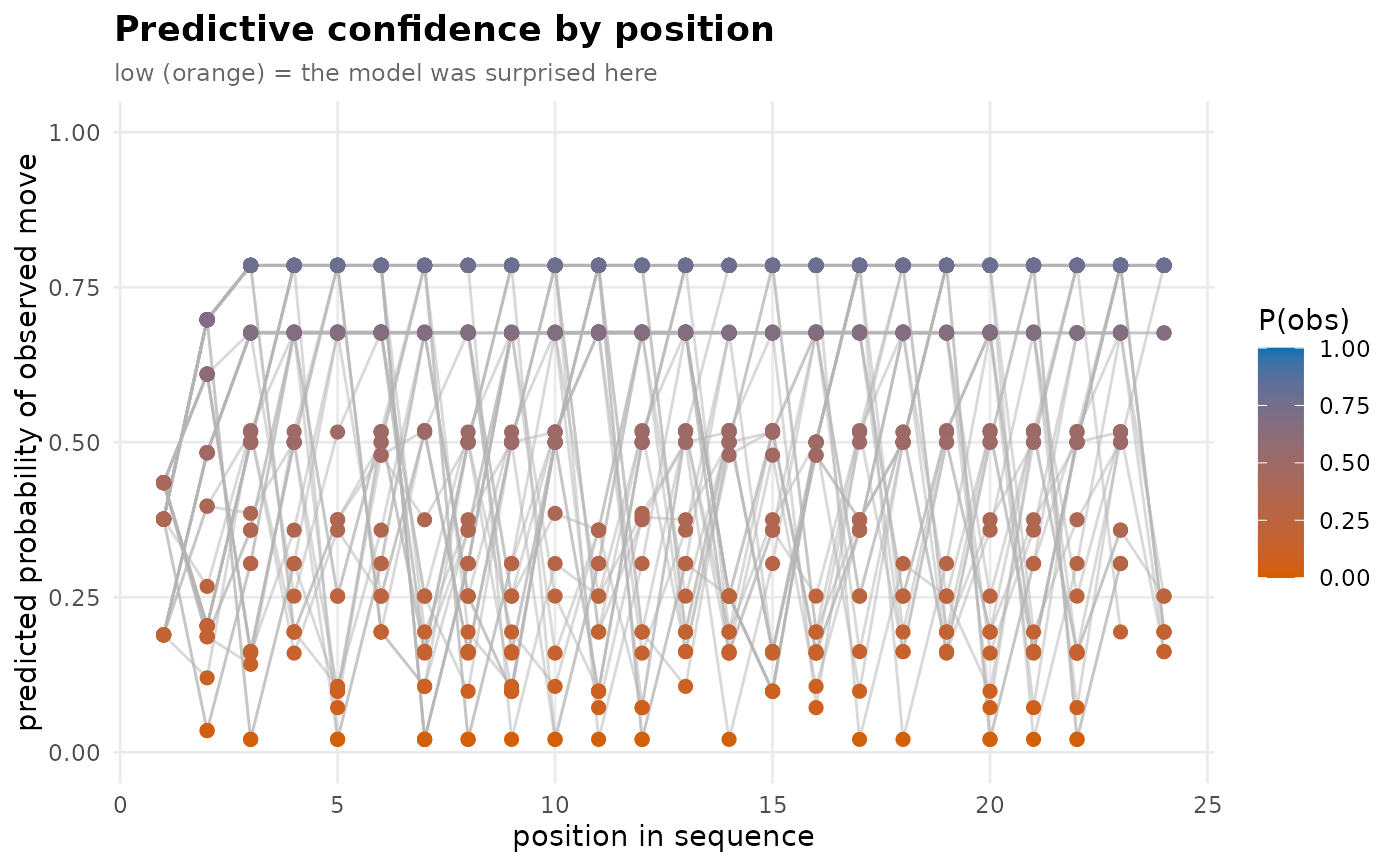 Predictive confidence by position
low (orange) = the model was surprised here
predicted probability of observed move
1.00
0.75
0.50
0.25
0.00
0 5 10 15 20 25
position in sequence
P(obs)
1.00
0.75
0.50
0.25
0.00